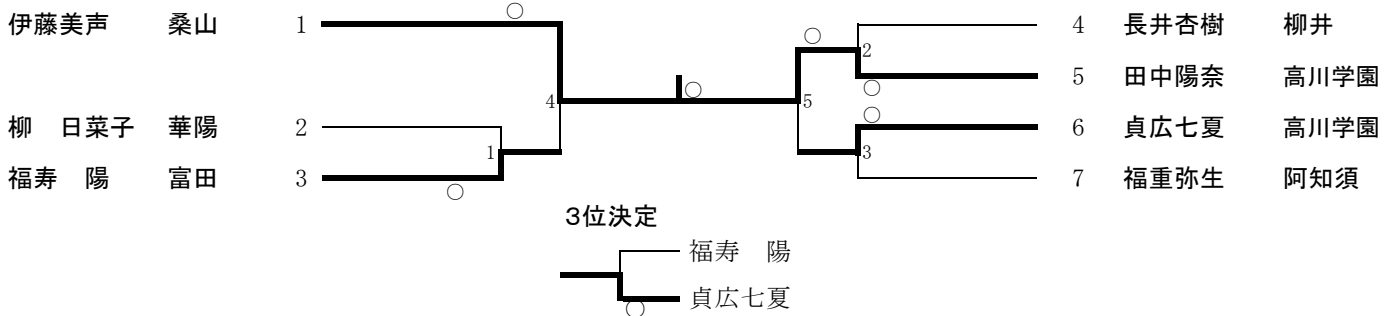 伊藤美声　桑山　1
柳　日菜子　華陽　2
福寿　陽　富田　3
○
1
○
4
○
○
2
○
5
○
3
4　長井杏樹　柳井
5　田中陽奈　高川学園
6　貞広七夏　高川学園
7　福重弥生　阿知須
3位決定
福寿　陽
貞広七夏
○